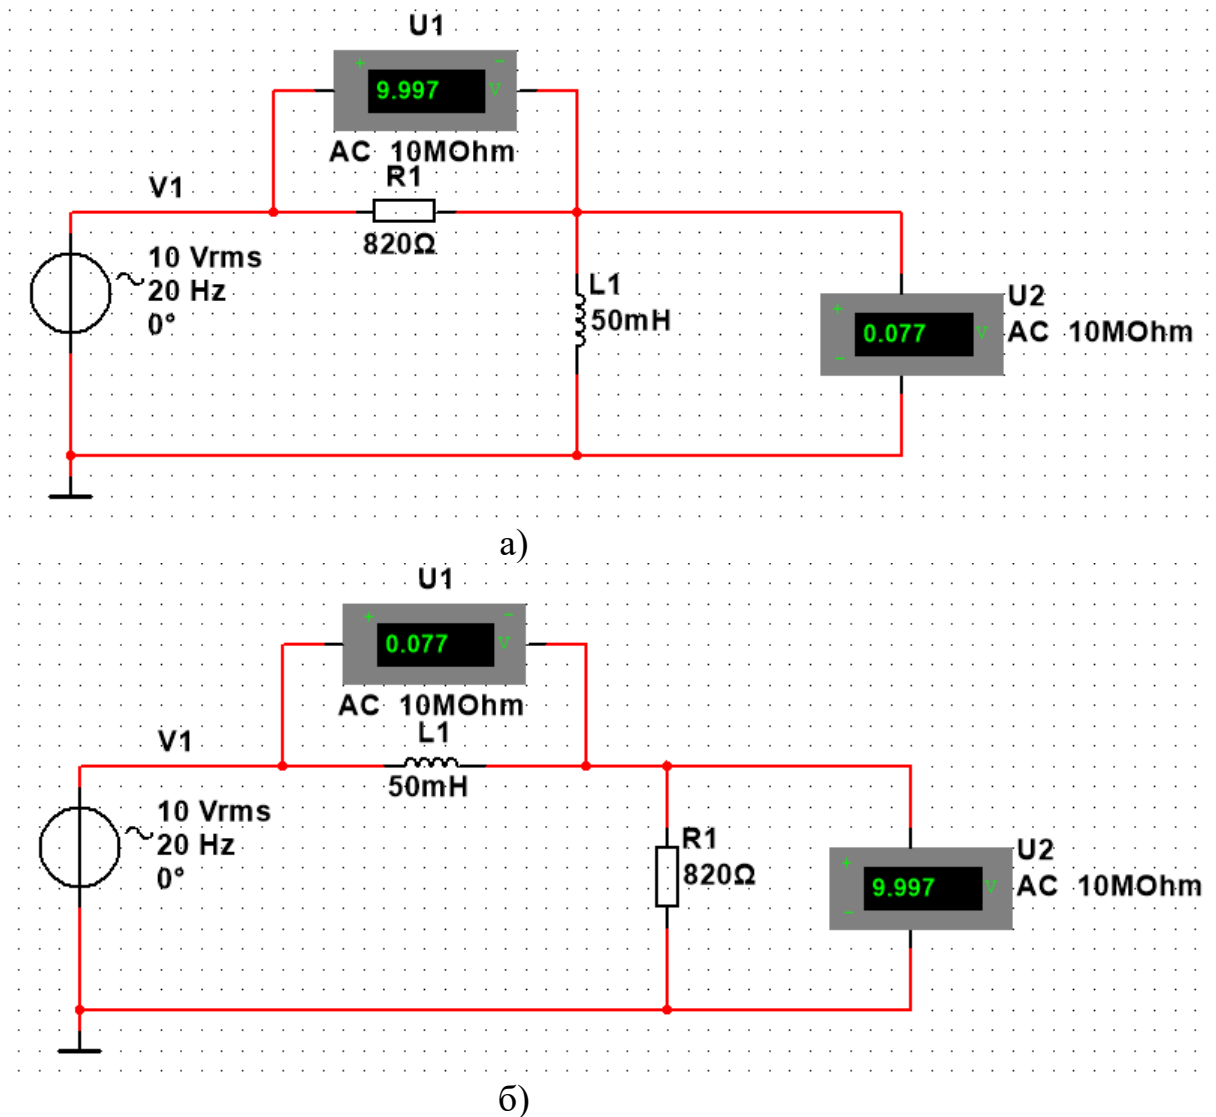 U1
+ −
9.997 V
AC 10MOhm
R1
V1
820Ω
10 Vrms
20 Hz
0°
L1
50mH
U2
+
AC 10MOhm
0.077 V
−
а)
U1
+ −
0.077 V
AC 10MOhm
L1
V1
50mH
10 Vrms
20 Hz
0°
R1
820Ω
U2
+
AC 10MOhm
9.997 V
−
б)